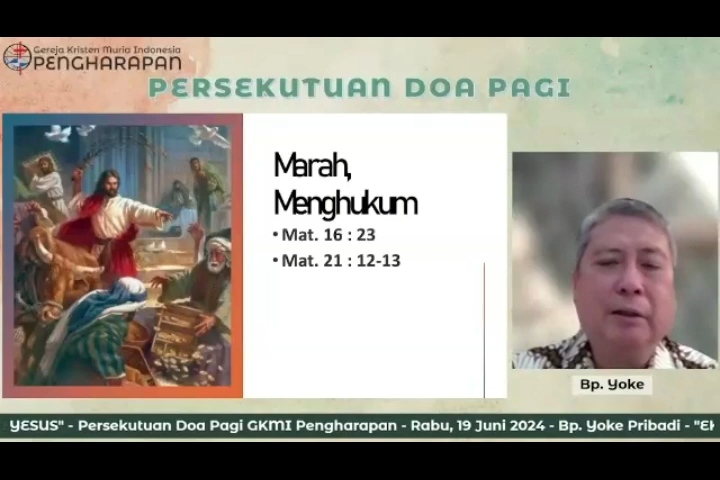 Gereja Kristen Muria Indonesia
PENGHARAPAN
PERSEKUTUAN DOA PAGI
Marah,
Menghukum
• Mat. 16 : 23
• Mat. 21 : 12-13
Bp. Yoke
YESUS" - Persekutuan Doa Pagi GKMI Pengharapan - Rabu, 19 Juni 2024 - Bp. Yoke Pribadi - "